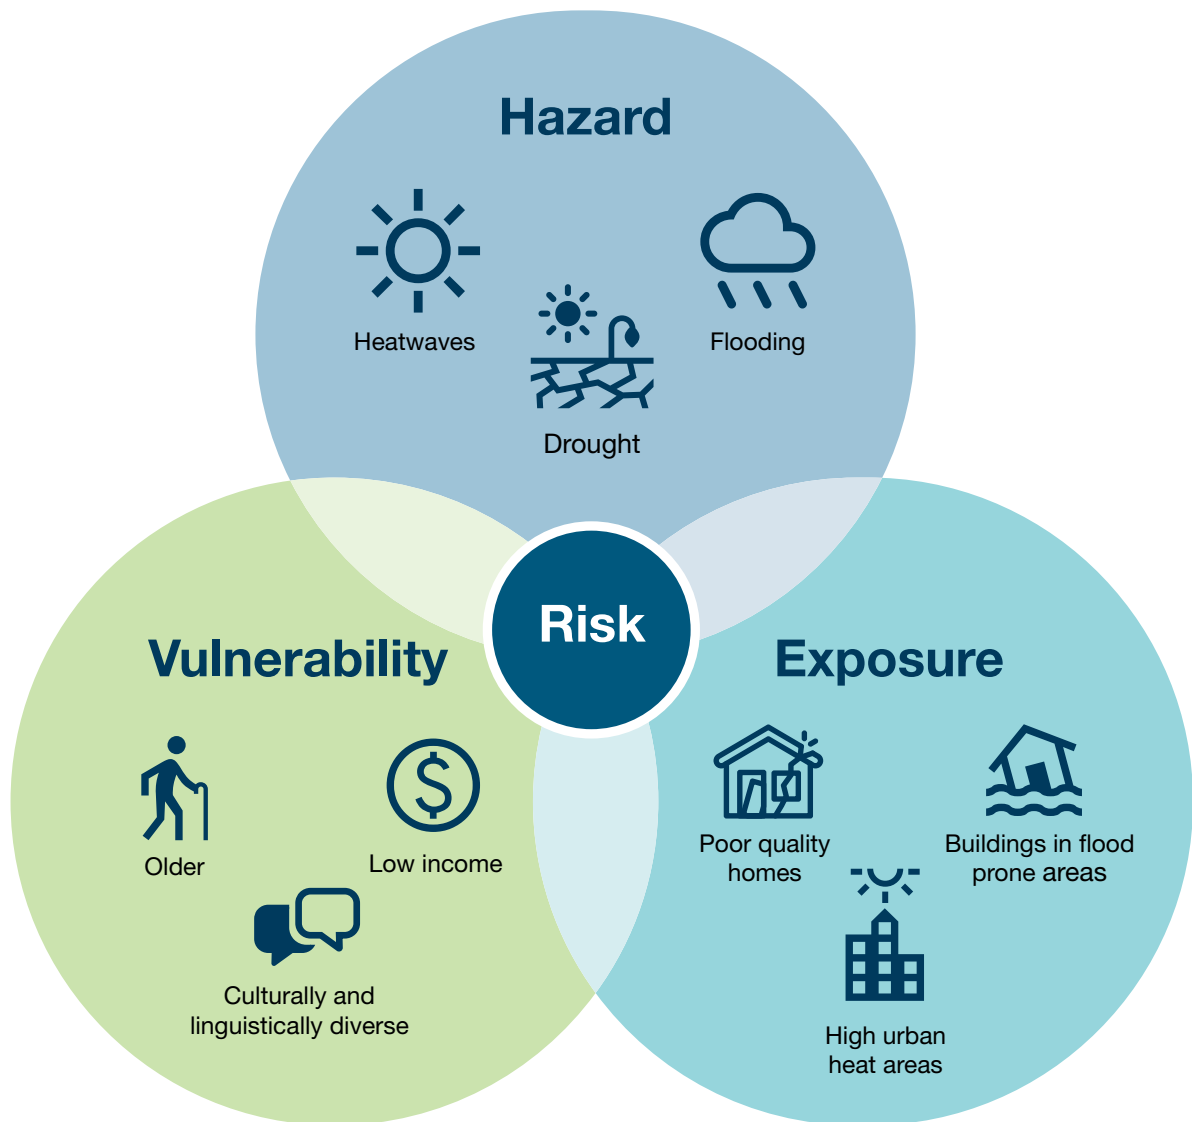 Hazard
Heatwaves
Flooding
Drought
Risk
Vulnerability
Exposure
Older
Low income
Culturally and
linguistically diverse
Poor quality
homes
Buildings in flood
prone areas
High urban
heat areas